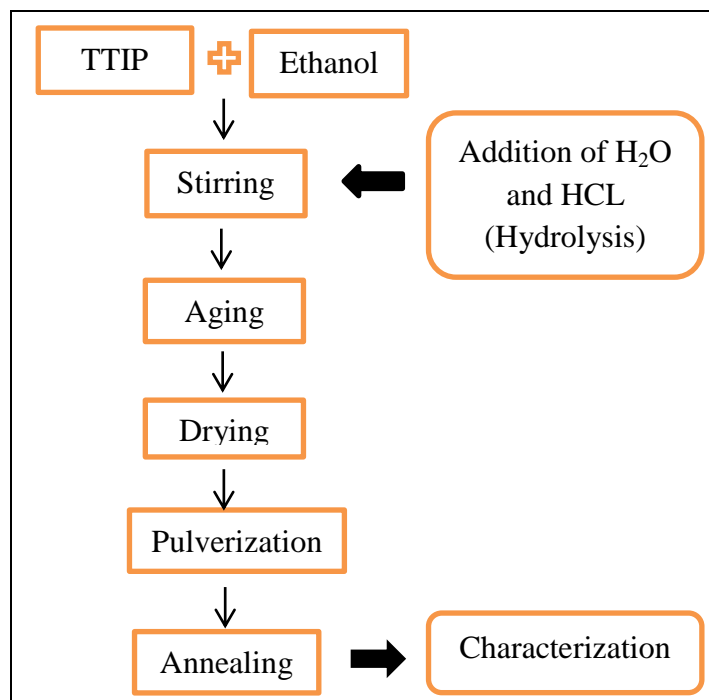 TTIP
Ethanol
Stirring
Addition of H₂O
and HCL
(Hydrolysis)
Aging
Drying
Pulverization
Annealing
Characterization